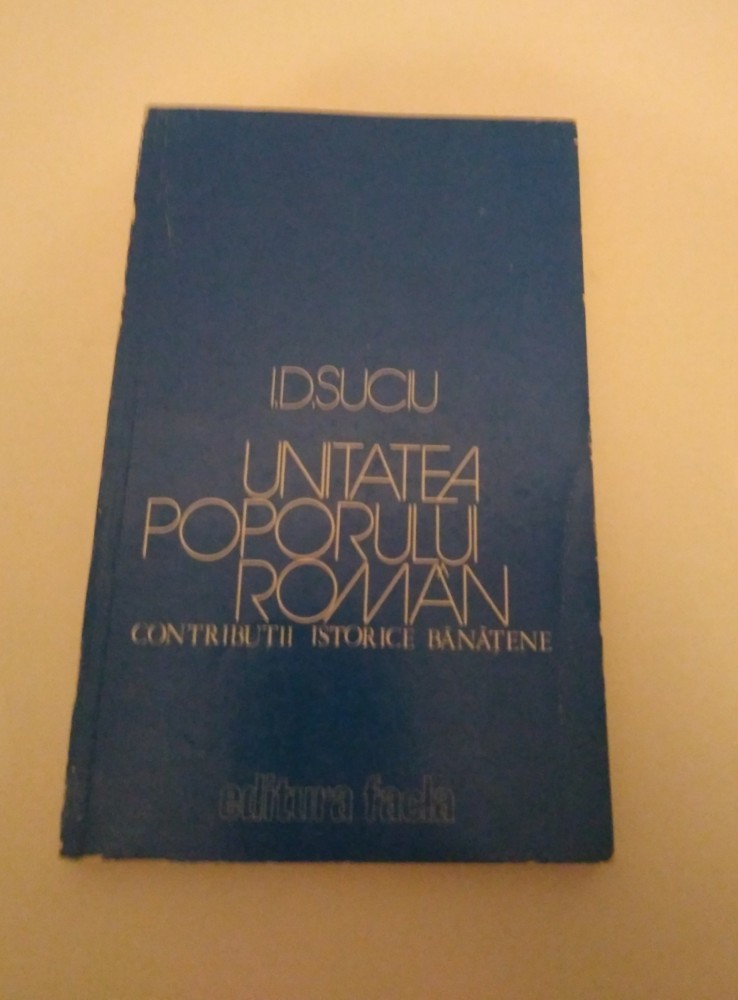 I.D.SUCIU
UNITATEA
POPORULUI
ROMÂN
CONTRIBUȚII ISTORICE BĂNĂȚENE
editura facla